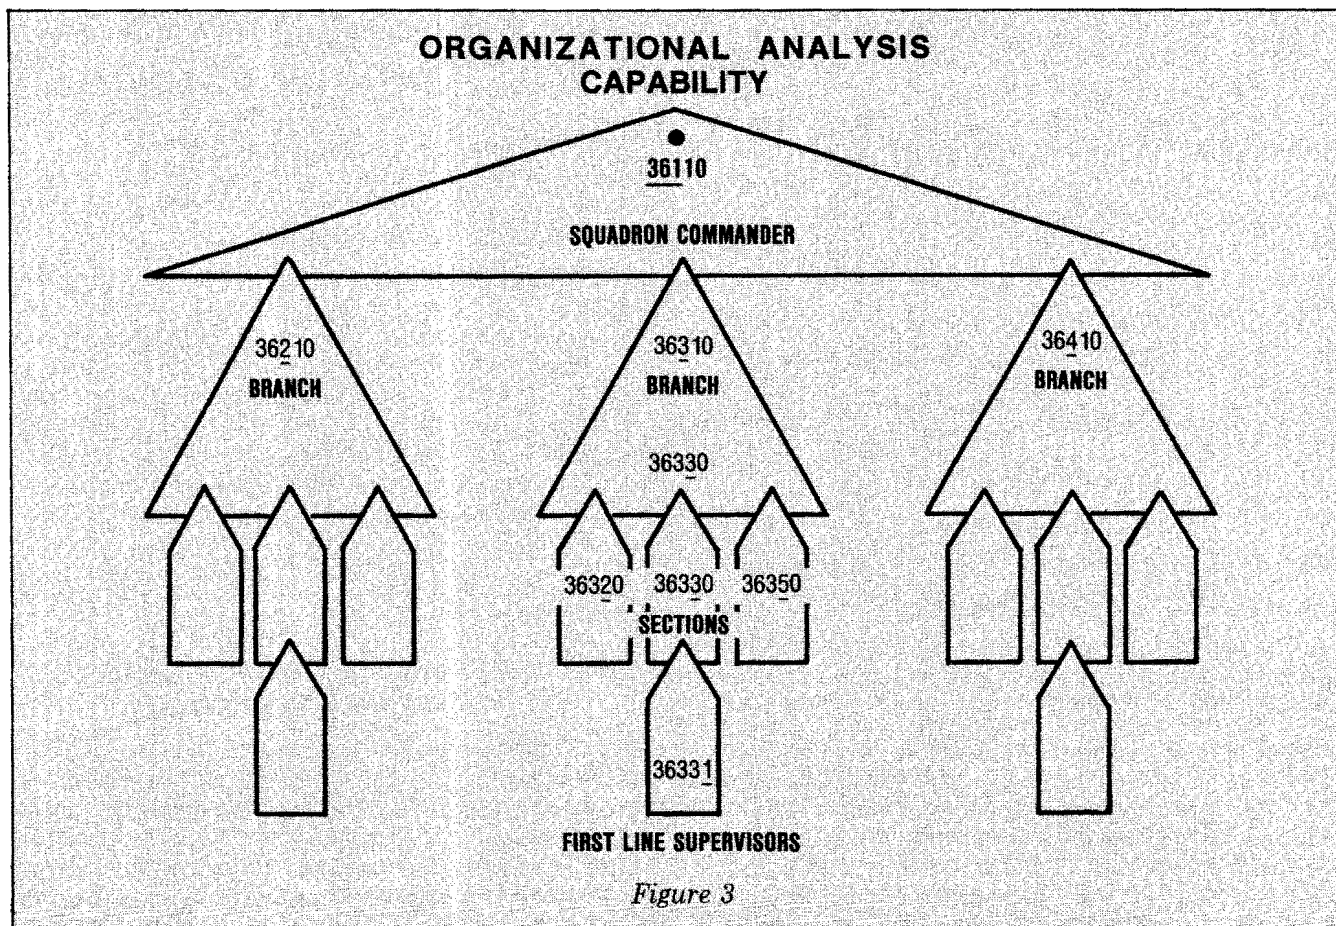 ORGANIZATIONAL ANALYSIS
CAPABILITY
36110
SQUADRON COMMANDER
36210
BRANCH
36310
BRANCH
36410
BRANCH
36330
36320
36330
36350
SECTIONS
36331
FIRST LINE SUPERVISORS
Figure 3